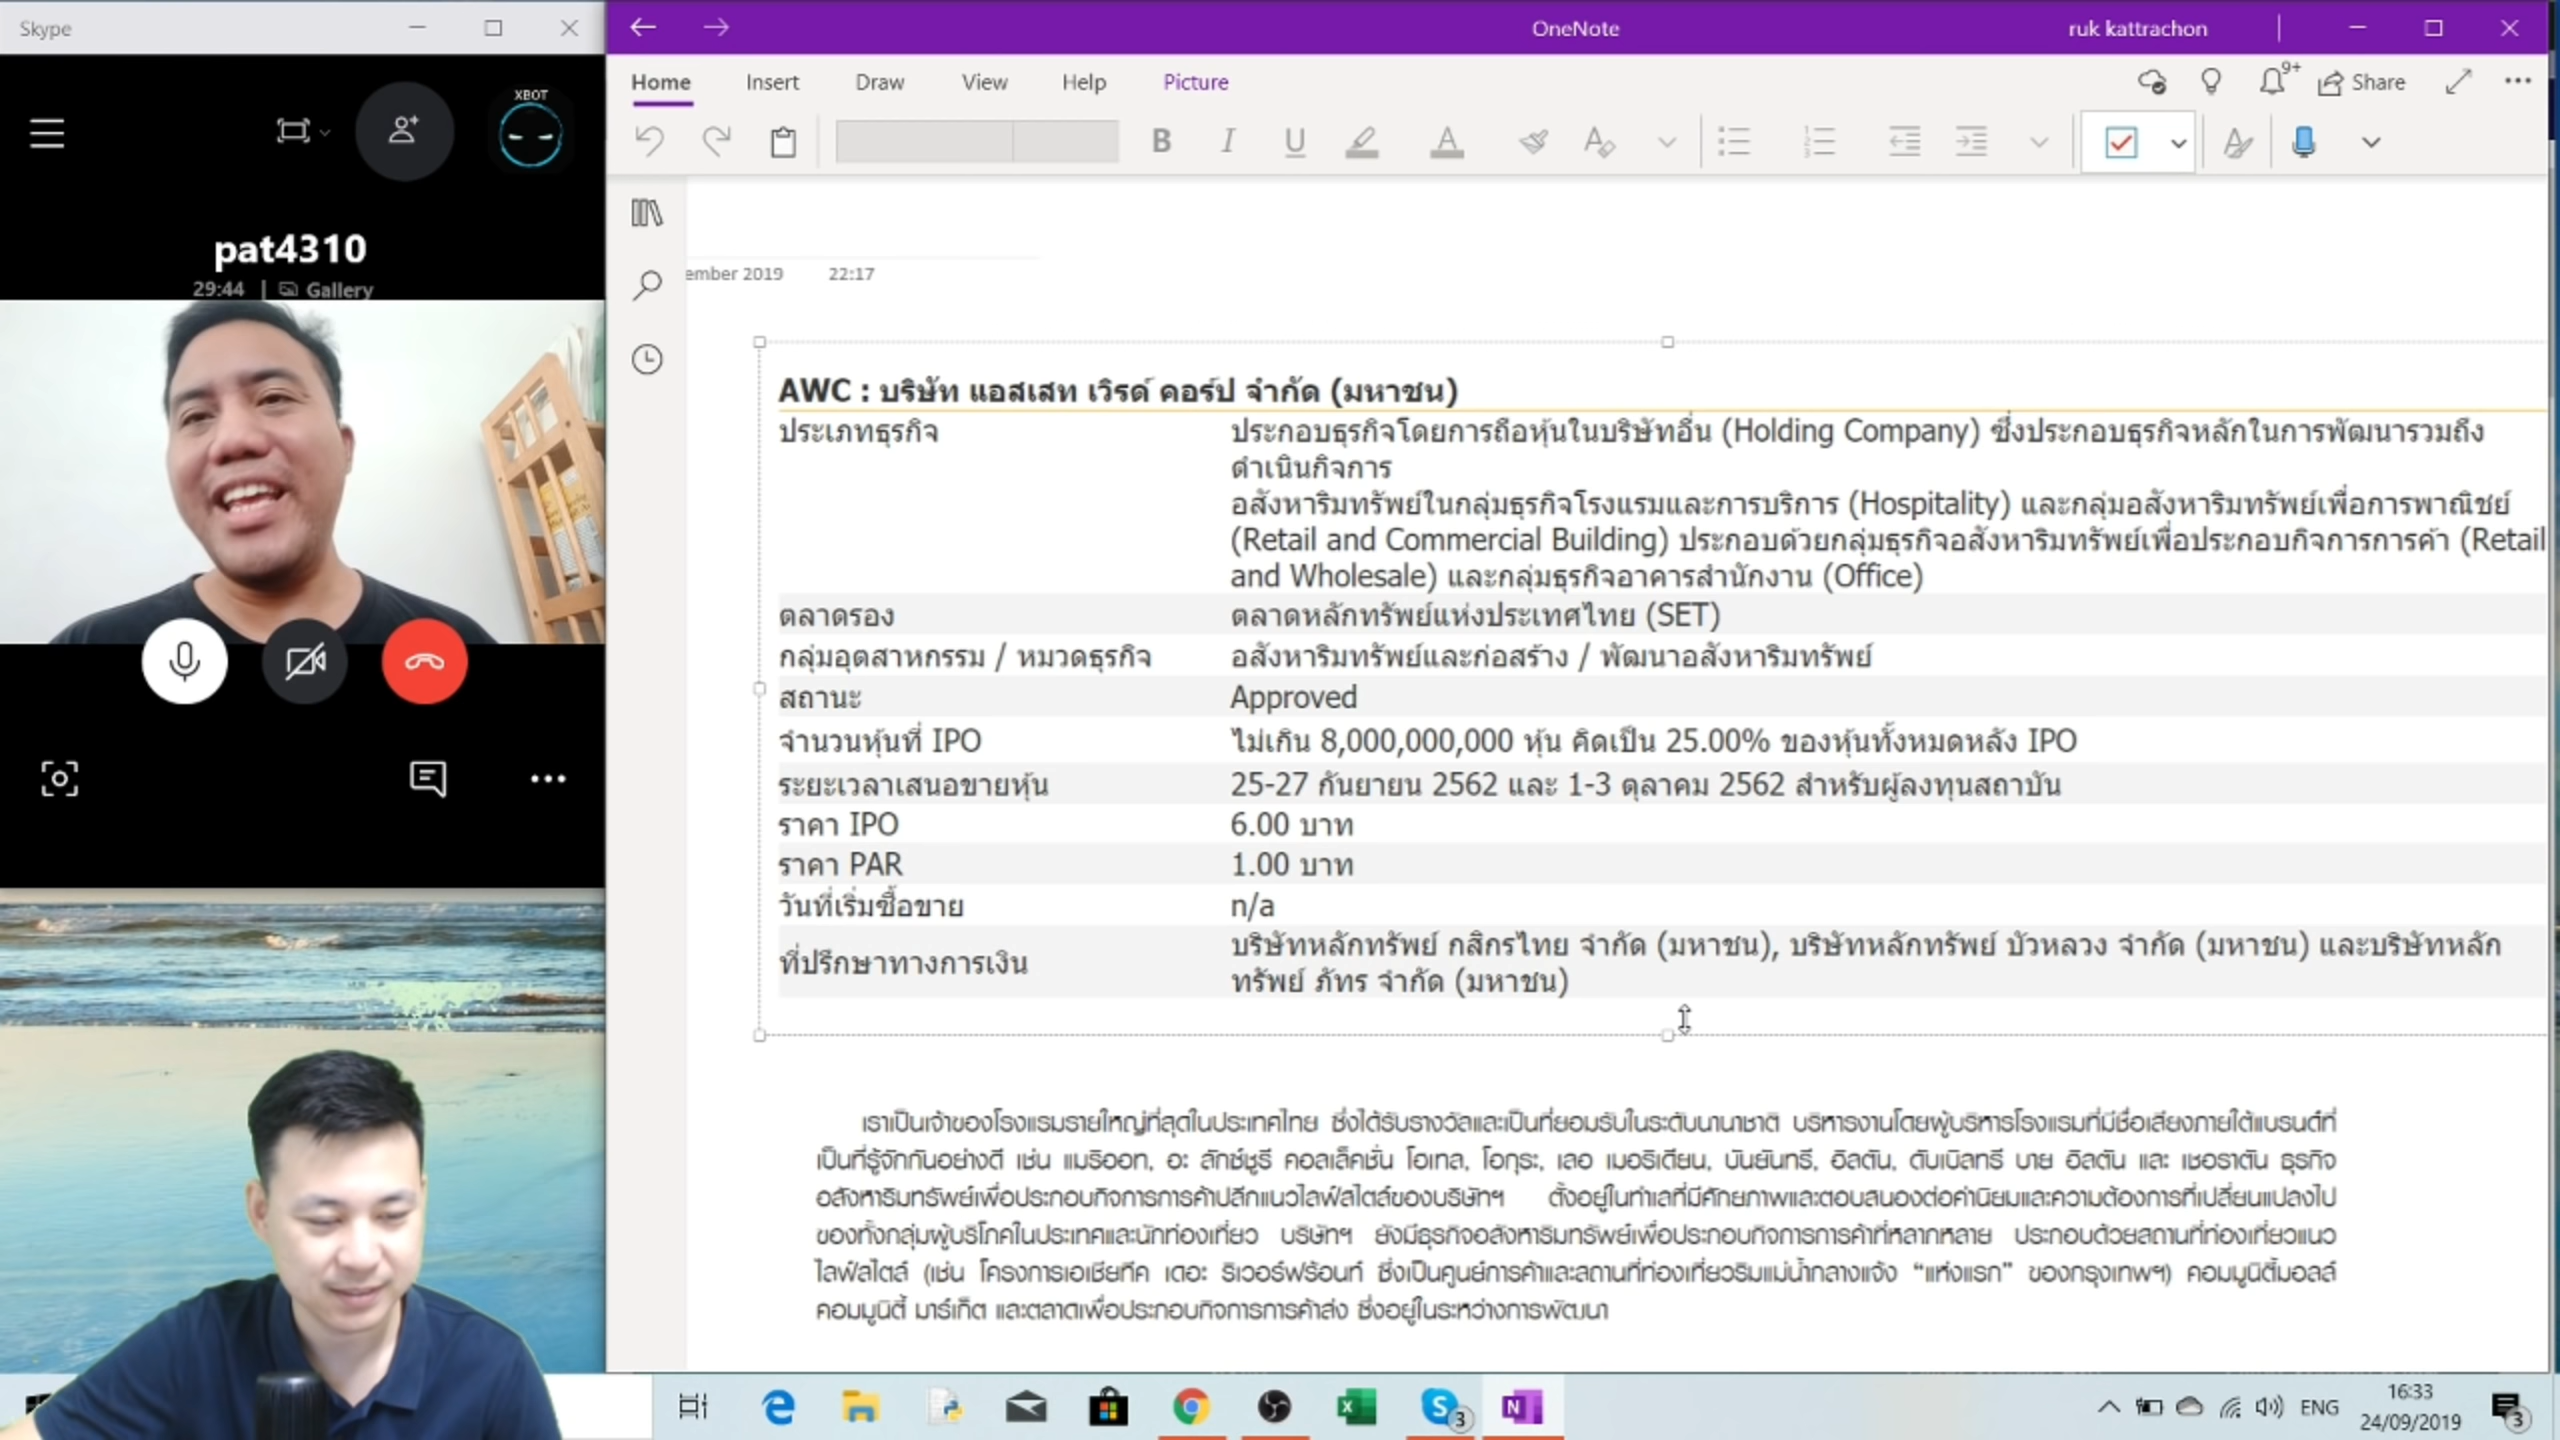 Skype
OneNote
ruk kattrachon
Home
Insert
Draw
View
Help
Picture
9+
Share
XBOT
B
I
U
A
pat4310
29:44 | Gallery
ember 2019 22:17
AWC : บริษัท แอสเสท เวิรด์ คอร์ป จำกัด (มหาชน)
ประเภทธุรกิจ
ประกอบธุรกิจโดยการถือหุ้นในบริษัทอื่น (Holding Company) ซึ่งประกอบธุรกิจหลักในการพัฒนารวมถึง
ดำเนินกิจการ
อสังหาริมทรัพย์ในกลุ่มธุรกิจโรงแรมและการบริการ (Hospitality) และกลุ่มอสังหาริมทรัพย์เพื่อการพาณิชย์
(Retail and Commercial Building) ประกอบด้วยกลุ่มธุรกิจอสังหาริมทรัพย์เพื่อประกอบกิจการการค้า (Retail
and Wholesale) และกลุ่มธุรกิจอาคารสำนักงาน (Office)
ตลาดรอง ตลาดหลักทรัพย์แห่งประเทศไทย (SET)
กลุ่มอุตสาหกรรม / หมวดธุรกิจ อสังหาริมทรัพย์และก่อสร้าง / พัฒนาอสังหาริมทรัพย์
สถานะ Approved
จำนวนหุ้นที่ IPO ไม่เกิน 8,000,000,000 หุ้น คิดเป็น 25.00% ของหุ้นทั้งหมดหลัง IPO
ระยะเวลาเสนอขายหุ้น 25-27 กันยายน 2562 และ 1-3 ตุลาคม 2562 สำหรับผู้ลงทุนสถาบัน
ราคา IPO 6.00 บาท
ราคา PAR 1.00 บาท
วันที่เริ่มซื้อขาย n/a
ที่ปรึกษาทางการเงิน
บริษัทหลักทรัพย์ กสิกรไทย จำกัด (มหาชน), บริษัทหลักทรัพย์ บัวหลวง จำกัด (มหาชน) และบริษัทหลัก
ทรัพย์ ภัทร จำกัด (มหาชน)
เราเป็นเจ้าของโรงแรมรายใหญ่ที่สุดในประเทศไทย ซึ่งได้รับรางวัลและเป็นที่ยอมรับในระดับนานาชาติ บริหารงานโดยผู้บริหารโรงแรมที่มีชื่อเสียงภายใต้แบรนด์ที่
เป็นที่รู้จักกันอย่างดี เช่น แมริออท, อะ ลักซ์ชูรี คอลเล็คชั่น โฮเทล, โอกุระ, เลอ เมอริเดียน, บันยันทรี, ฮิลตัน, ดับเบิลทรี บาย ฮิลตัน และ เชอราตัน ธุรกิจ
อสังหาริมทรัพย์เพื่อประกอบกิจการการค้าปลีกแนวไลฟ์สไตล์ของบริษัทฯ ตั้งอยู่ในทำเลที่มีศักยภาพและตอบสนองต่อค่านิยมและความต้องการที่เปลี่ยนแปลงไป
ของทั้งกลุ่มผู้บริโภคในประเทศและนักท่องเที่ยว บริษัทฯ ยังมีธุรกิจอสังหาริมทรัพย์เพื่อประกอบกิจการการค้าที่หลากหลาย ประกอบด้วยสถานที่ท่องเที่ยวแนว
ไลฟ์สไตล์ (เช่น โครงการเอเชียทีค เดอะ ริเวอร์ฟร้อนท์ ซึ่งเป็นศูนย์การค้าและสถานที่ท่องเที่ยวริมแม่น้ำกลางแจ้ง “แห่งแรก” ของกรุงเทพฯ) คอมมูนิตี้มอลล์
คอมมูนิตี้ มาร์เก็ต และตลาดเพื่อประกอบกิจการการค้าส่ง ซึ่งอยู่ในระหว่างการพัฒนา
3
ENG
16:33
24/09/2019
3